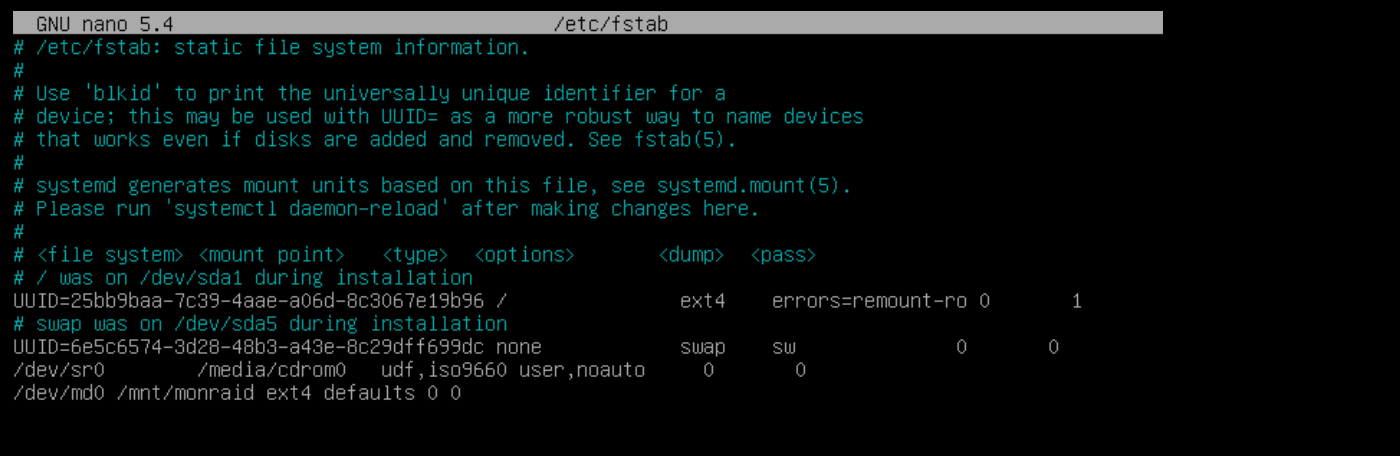 GNU nano 5.4 /etc/fstab
# /etc/fstab: static file system information.
#
# Use 'blkid' to print the universally unique identifier for a
# device; this may be used with UUID= as a more robust way to name devices
# that works even if disks are added and removed. See fstab(5).
#
# systemd generates mount units based on this file, see systemd.mount(5).
# Please run 'systemctl daemon-reload' after making changes here.
#
# <file system> <mount point>   <type>  <options>       <dump>  <pass>
# / was on /dev/sda1 during installation
UUID=25bb9baa-7c39-4aae-a06d-8c3067e19b96 /               ext4    errors=remount-ro 0       1
# swap was on /dev/sda5 during installation
UUID=6e5c6574-3d28-48b3-a43e-8c29dff699dc none            swap    sw              0       0
/dev/sr0        /media/cdrom0   udf,iso9660 user,noauto     0       0
/dev/md0 /mnt/monraid ext4 defaults 0 0